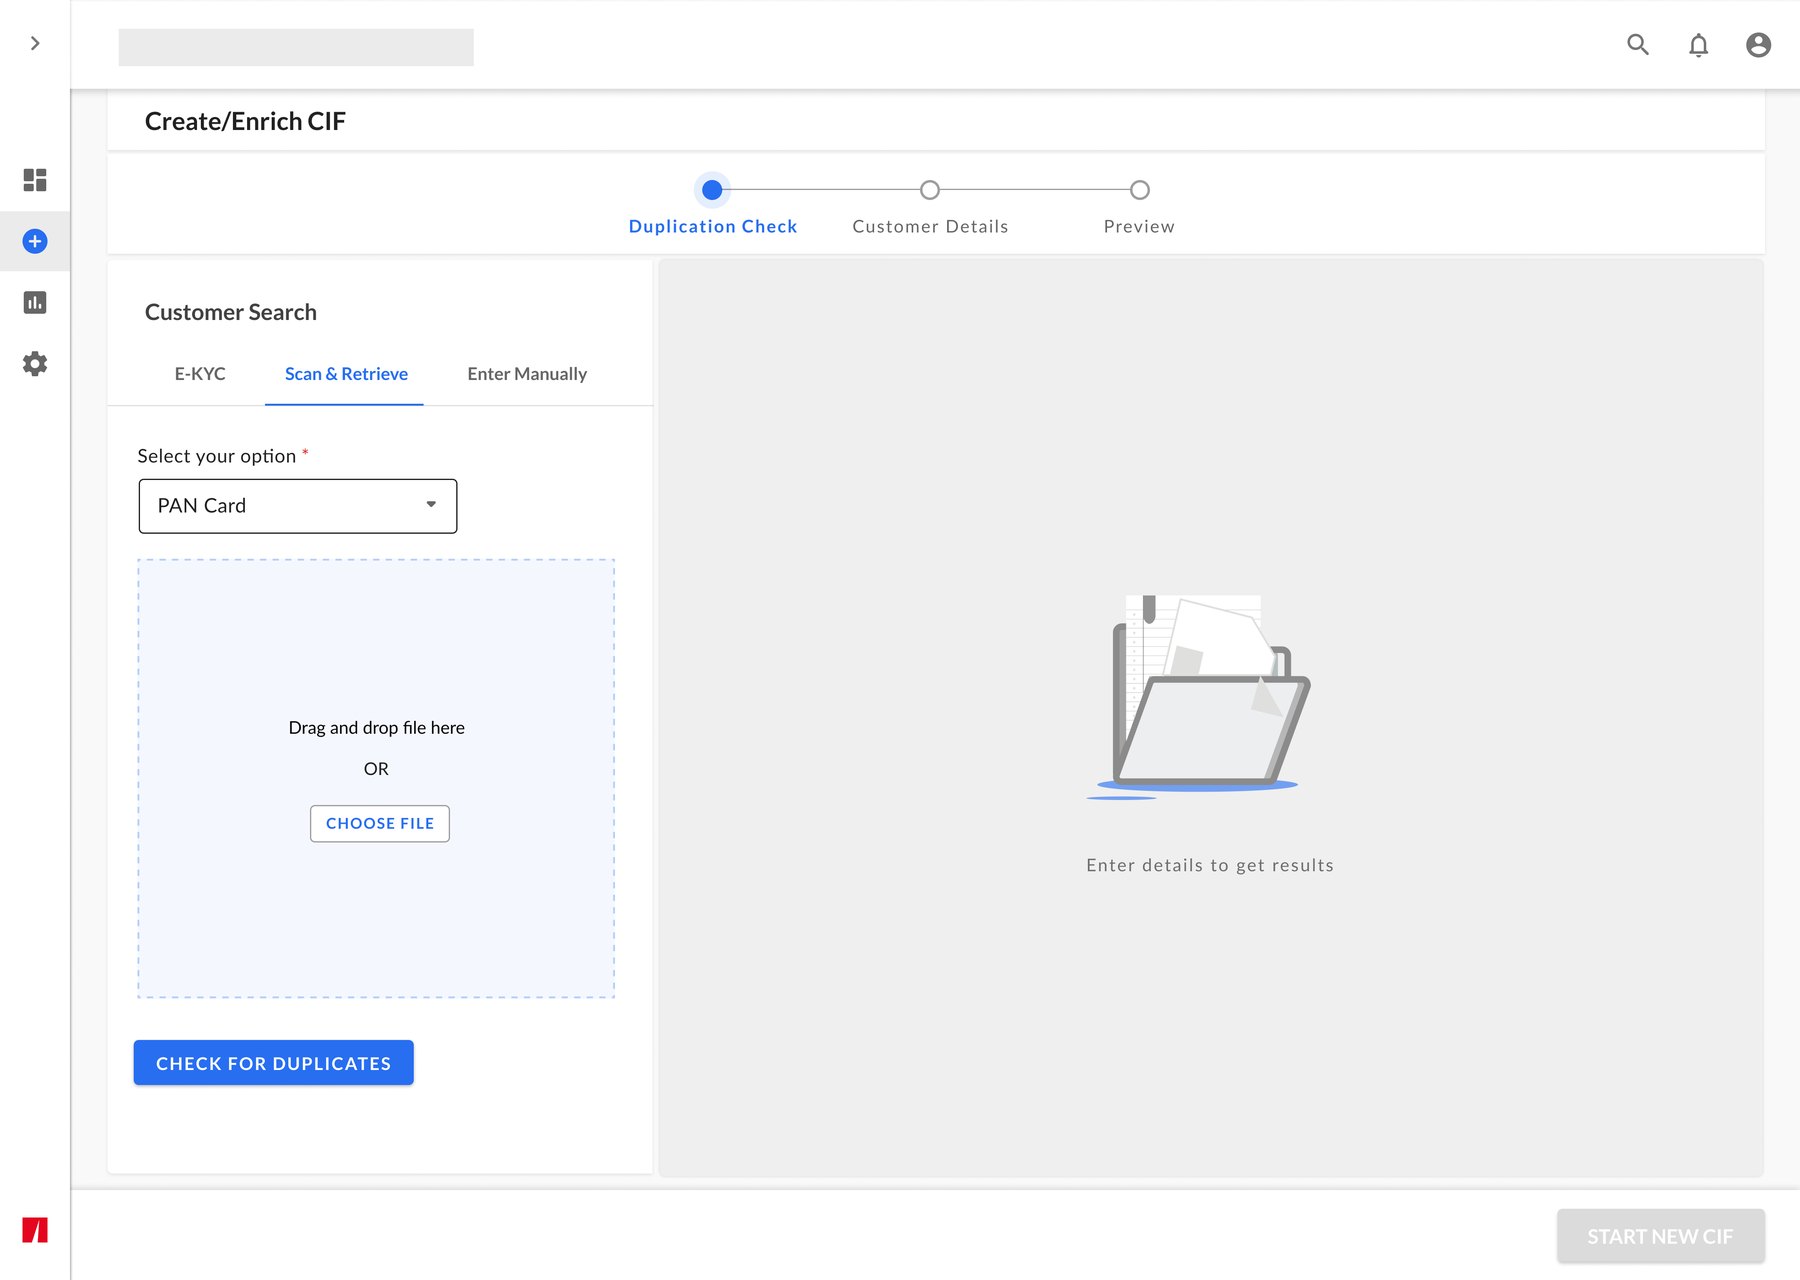 Create/Enrich CIF
Duplication Check
Customer Details
Preview
Customer Search
E-KYC
Scan & Retrieve
Enter Manually
Select your option *
PAN Card
Drag and drop file here
OR
CHOOSE FILE
CHECK FOR DUPLICATES
Enter details to get results
START NEW CIF